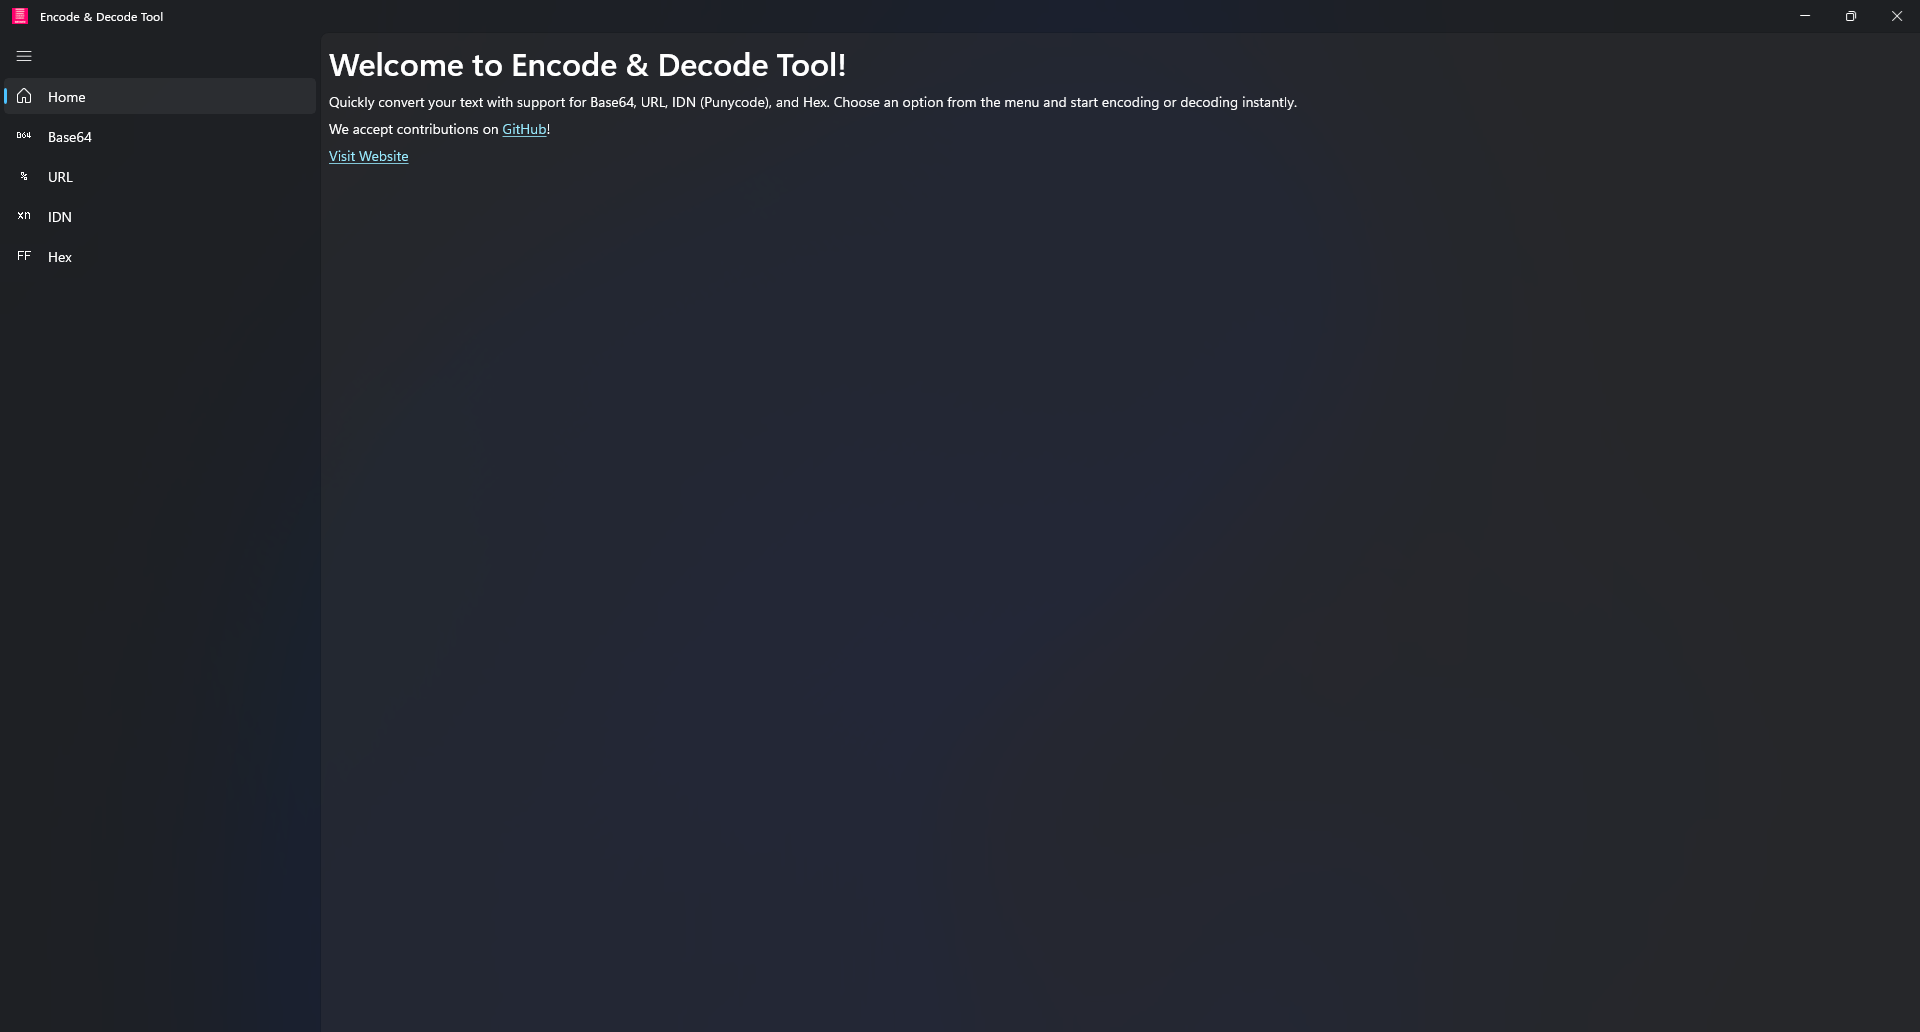 Encode & Decode Tool
Home
B64 Base64
% URL
xn IDN
FF Hex
Welcome to Encode & Decode Tool!
Quickly convert your text with support for Base64, URL, IDN (Punycode), and Hex. Choose an option from the menu and start encoding or decoding instantly.
We accept contributions on GitHub!
Visit Website